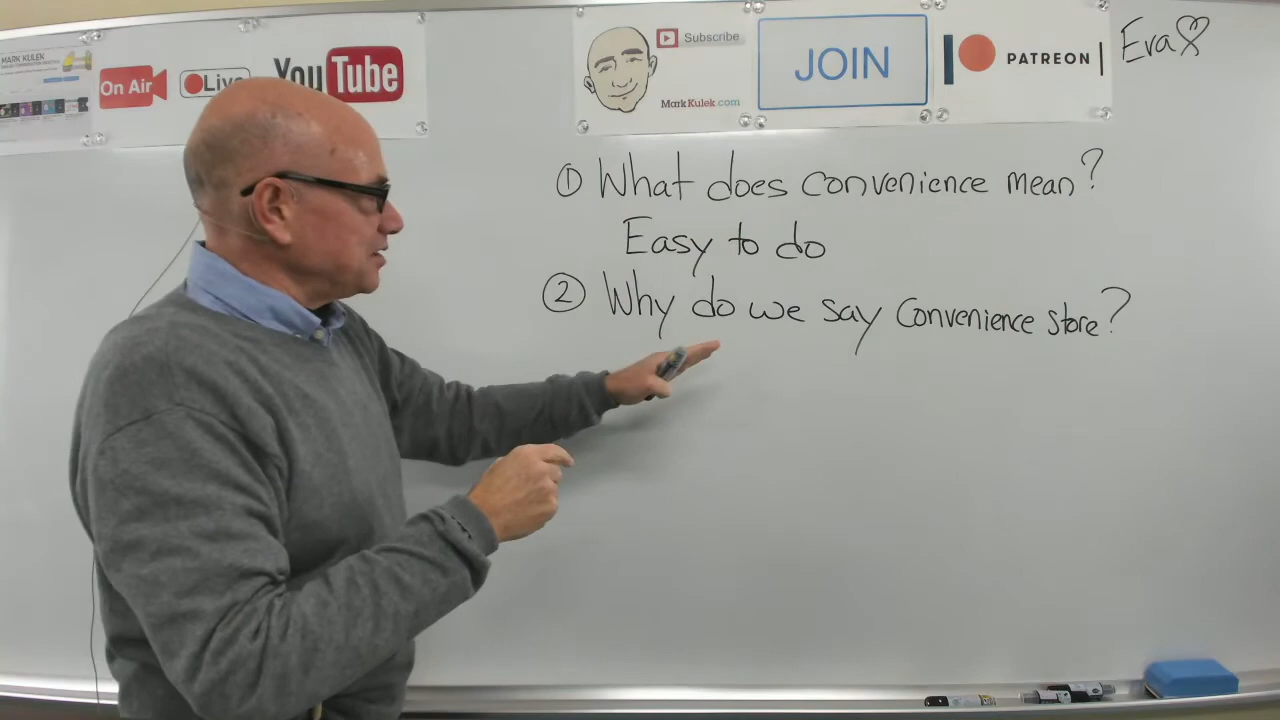 MARK KULEK
On Air
Live
YouTube
Subscribe
MarkKulek.com
JOIN
PATREON
Eva
① What does convenience mean?
Easy to do
② Why do we say convenience store?